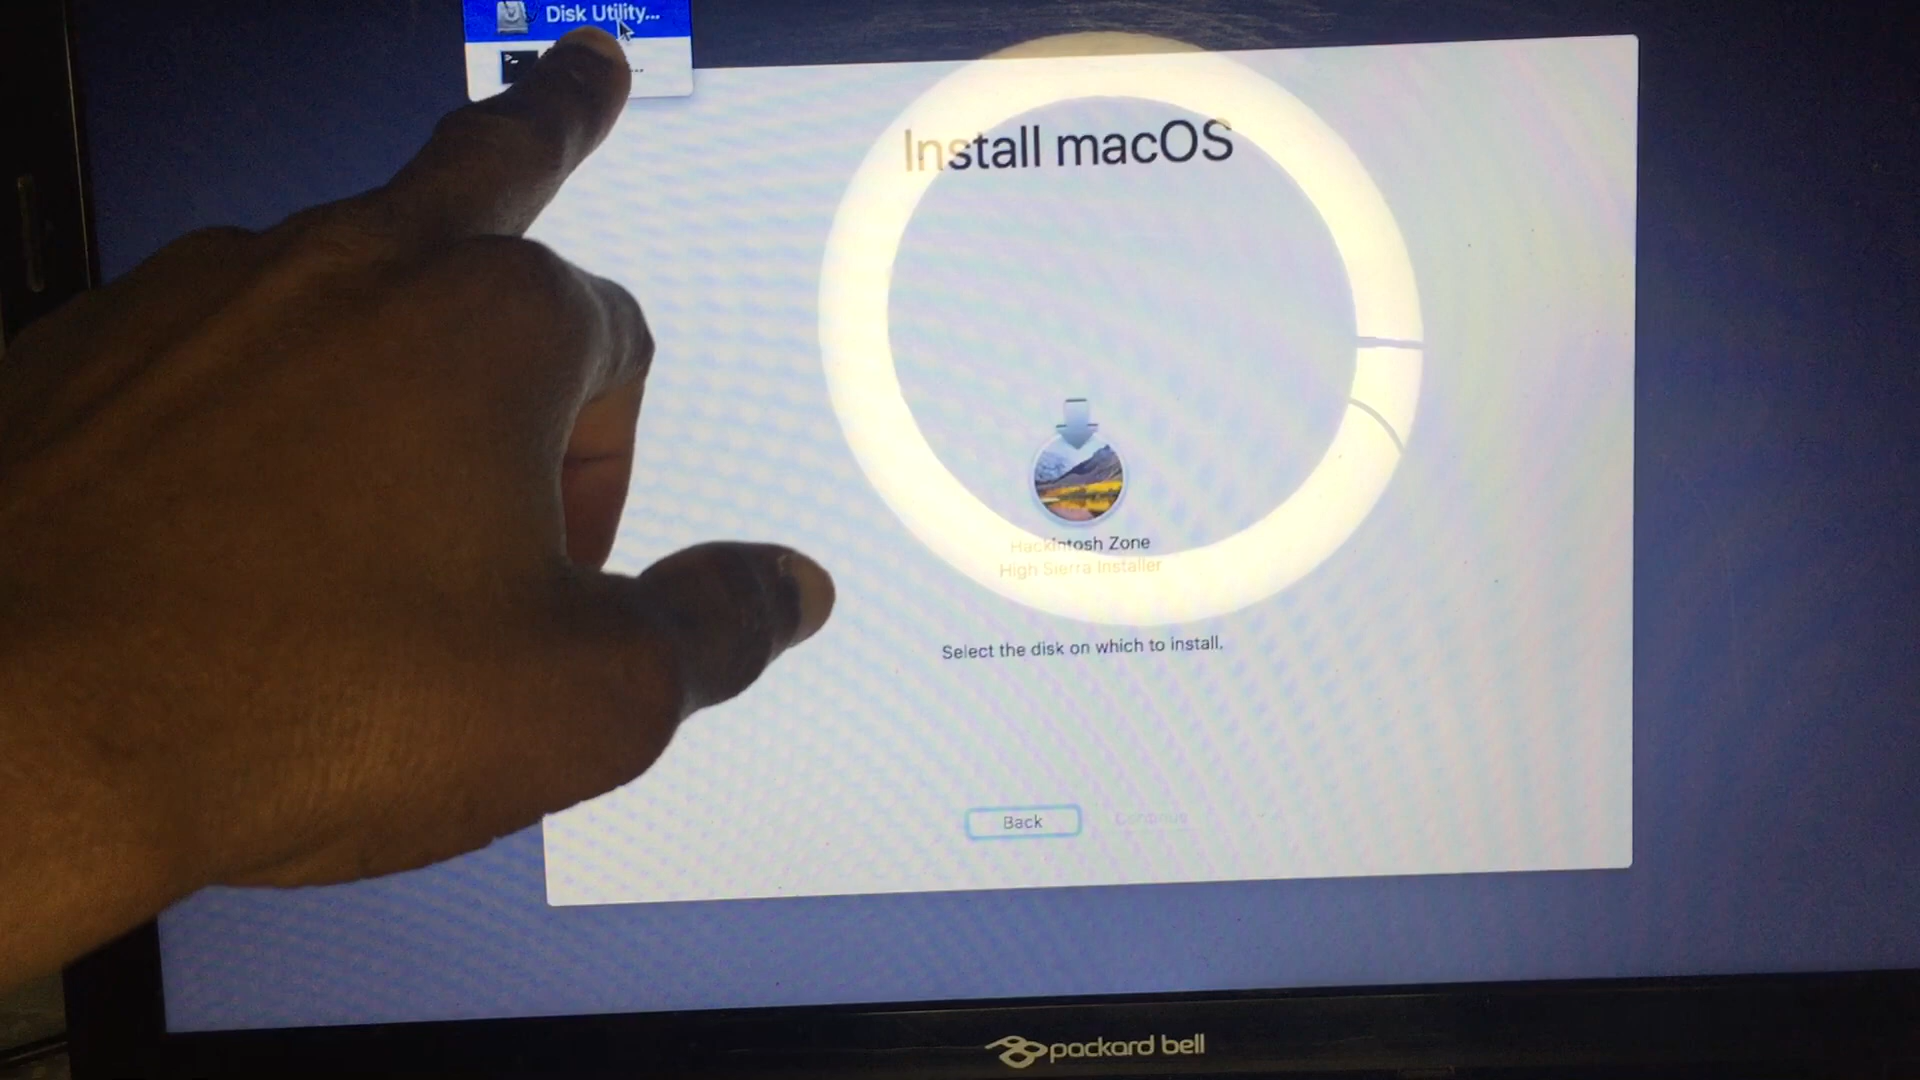 Disk Utility...
Install macOS
Hackintosh Zone
High Sierra Installer
Select the disk on which to install.
Back
Continue
packard bell